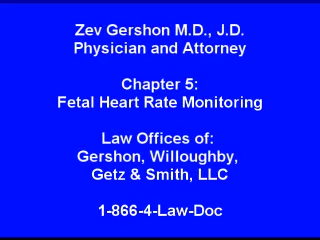 Zev Gershon M.D., J.D.
Physician and Attorney
Chapter 5:
Fetal Heart Rate Monitoring
Law Offices of:
Gershon, Willoughby,
Getz & Smith, LLC
1-866-4-Law-Doc